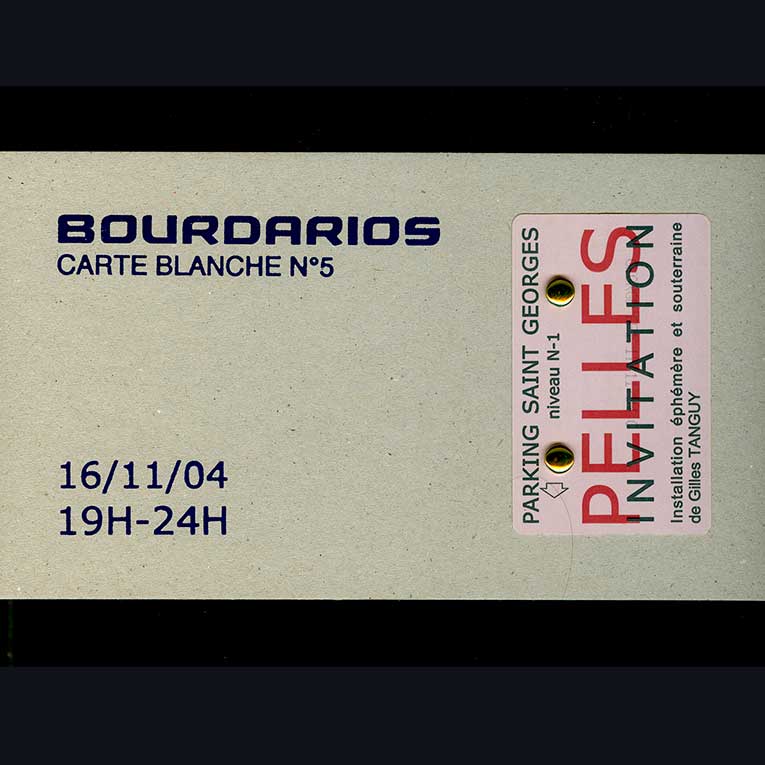 BOURDARIOS
CARTE BLANCHE N°5
16/11/04
19H-24H
PARKING SAINT GEORGES
niveau N-1
PELLES
INVITATION
Installation éphémère et souterraine
de Gilles TANGUY